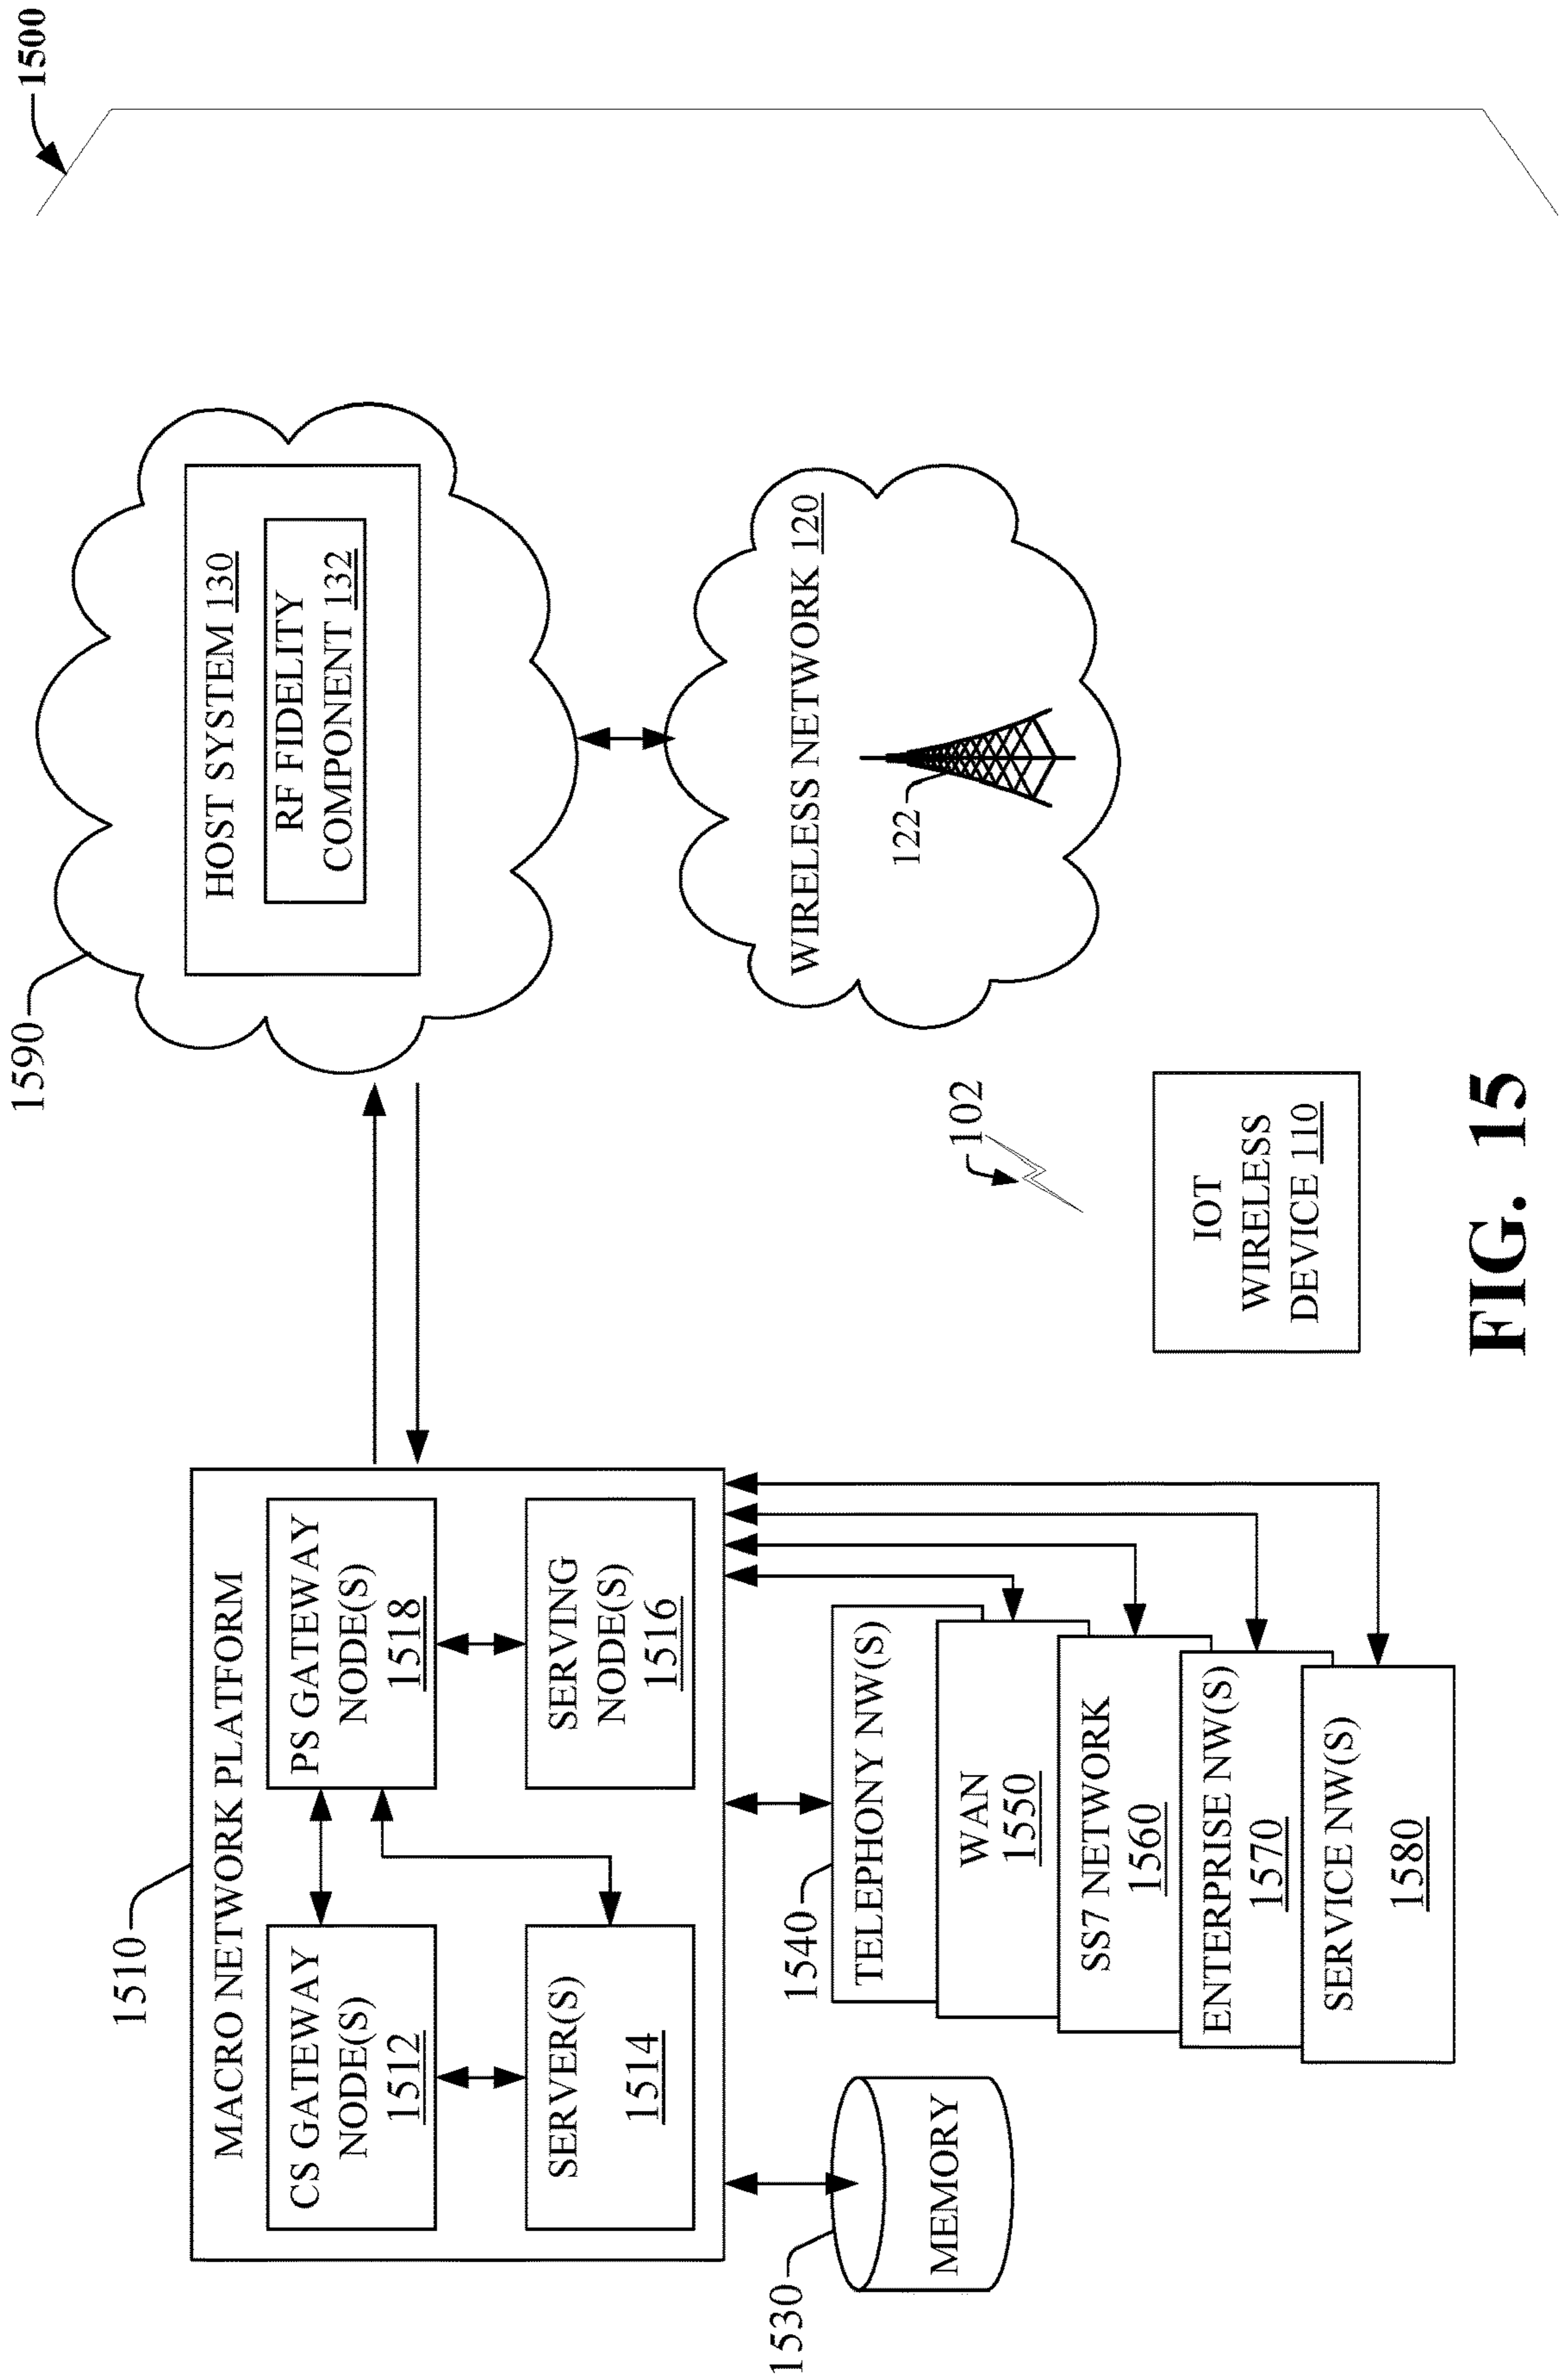 1500
1510
MACRO NETWORK PLATFORM
CS GATEWAY
NODE(S)
1512
PS GATEWAY
NODE(S)
1518
SERVER(S)
1514
SERVING
NODE(S)
1516
1590
HOST SYSTEM 130
RF FIDELITY
COMPONENT 132
WIRELESS NETWORK 120
122
102
IOT
WIRELESS
DEVICE 110
1530
MEMORY
1540
TELEPHONY NW(S)
WAN
1550
SS7 NETWORK
1560
ENTERPRISE NW(S)
1570
SERVICE NW(S)
1580
FIG. 15